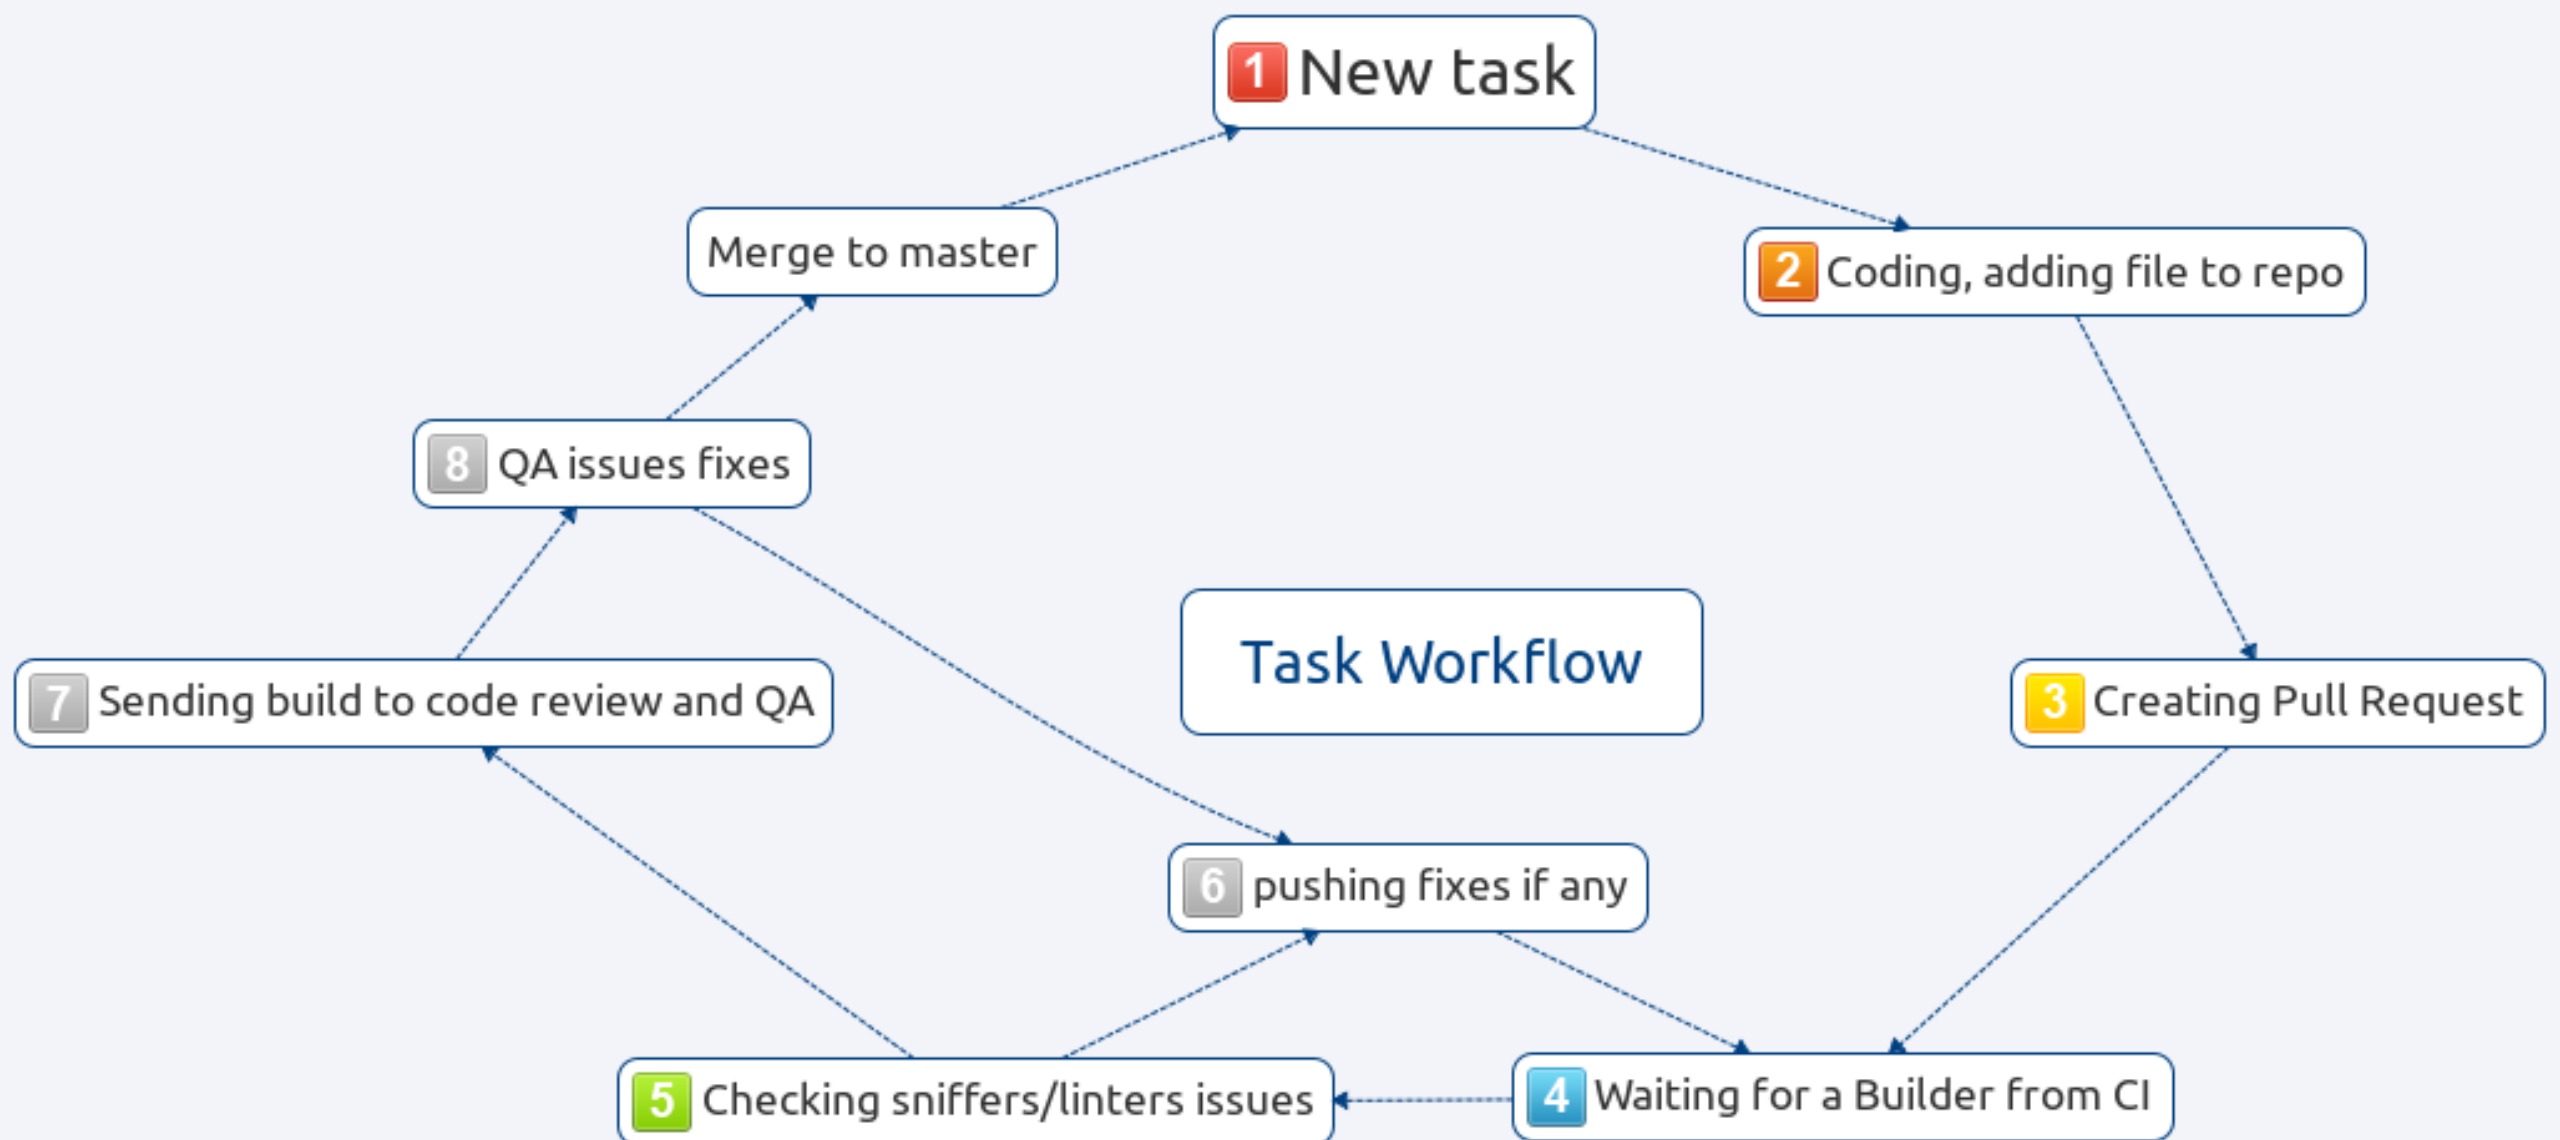 1 New task
Merge to master
2 Coding, adding file to repo
8 QA issues fixes
Task Workflow
7 Sending build to code review and QA
3 Creating Pull Request
6 pushing fixes if any
5 Checking sniffers/linters issues
4 Waiting for a Builder from CI